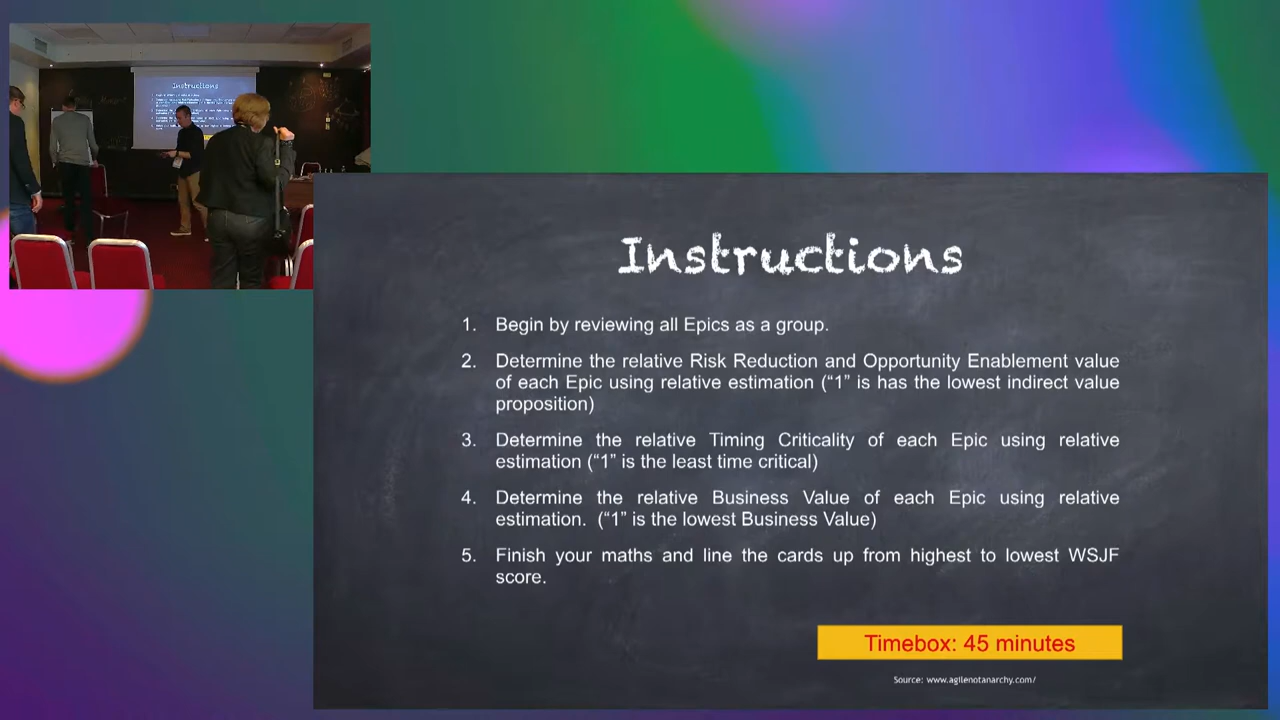 Instructions
Instructions
1. Begin by reviewing all Epics as a group.
2. Determine the relative Risk Reduction and Opportunity Enablement value
of each Epic using relative estimation (“1” is has the lowest indirect value
proposition)
3. Determine the relative Timing Criticality of each Epic using relative
estimation (“1” is the least time critical)
4. Determine the relative Business Value of each Epic using relative
estimation. (“1” is the lowest Business Value)
5. Finish your maths and line the cards up from highest to lowest WSJF
score.
Timebox: 45 minutes
Source: www.agilenotanarchy.com/